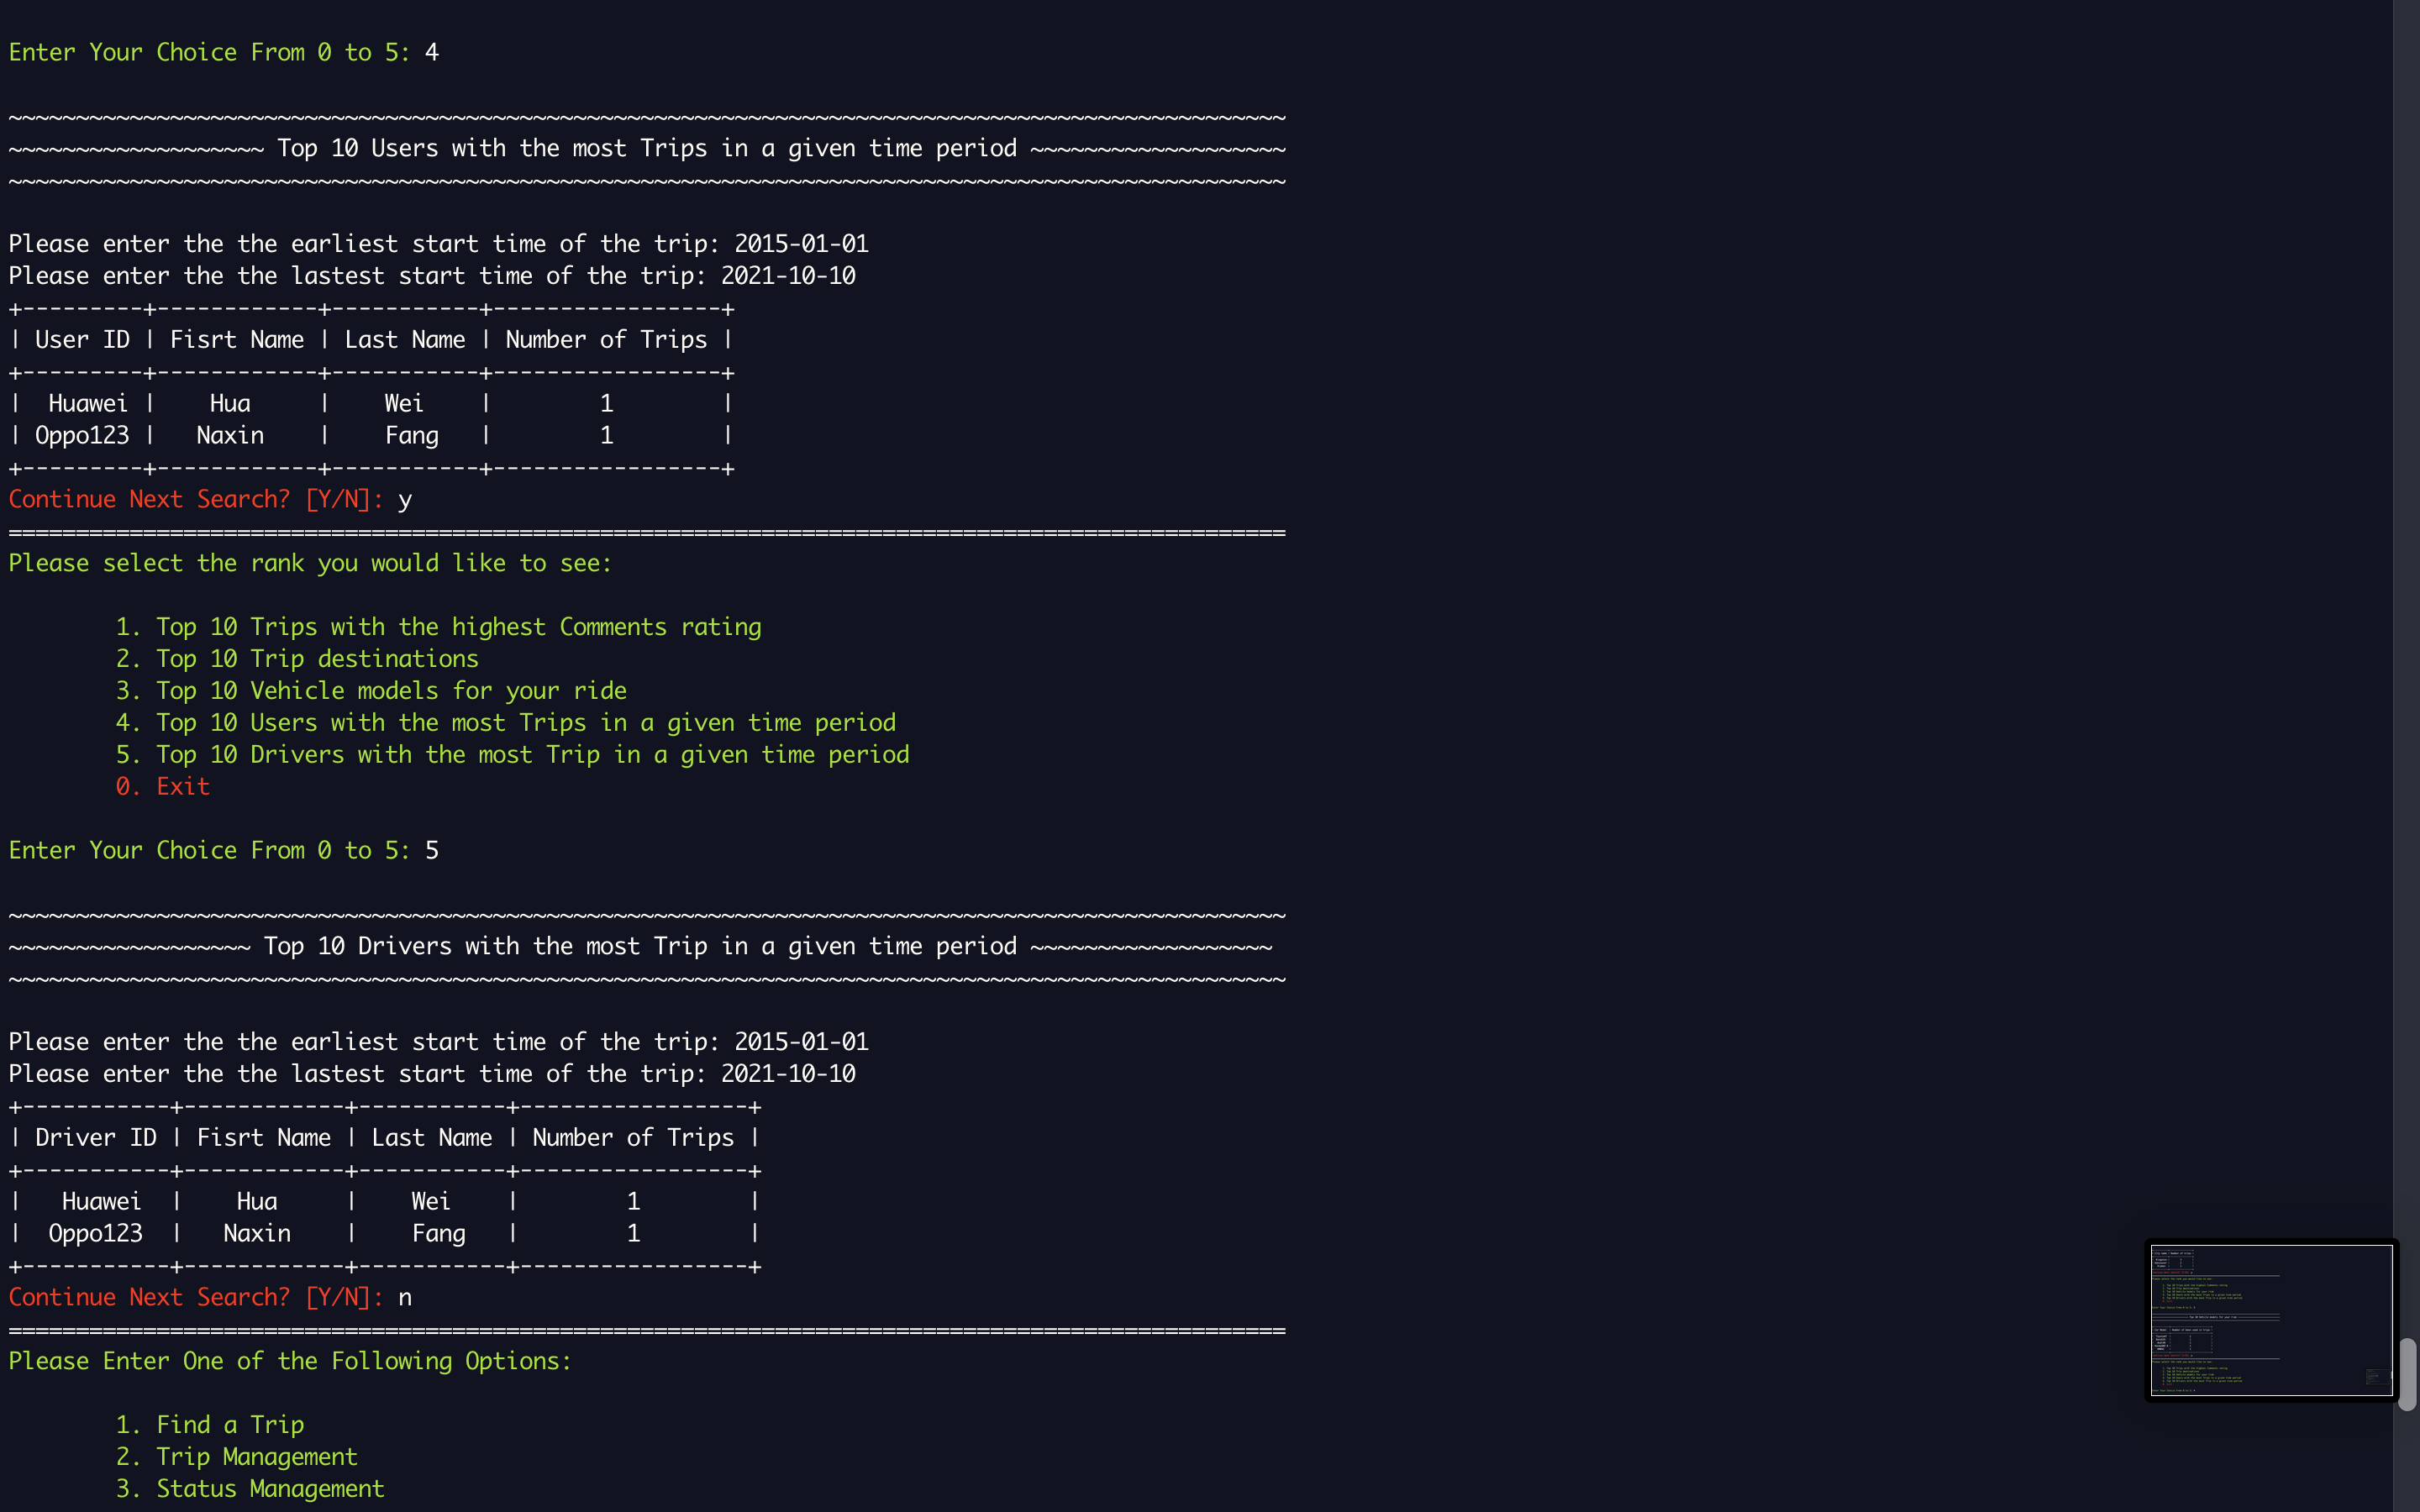 Enter Your Choice From 0 to 5: 4
~~~~~~~~~~~~~~~~~~~~~~~~~~~~~~~~~~~~~~~~~~~~~~~~~~~~~~~~~~~~~~~~~~~~~~~~~~~~~~~~~~~~~~~~~~~~~~~
~~~~~~~~~~~~~~~~~~~ Top 10 Users with the most Trips in a given time period ~~~~~~~~~~~~~~~~~~~
~~~~~~~~~~~~~~~~~~~~~~~~~~~~~~~~~~~~~~~~~~~~~~~~~~~~~~~~~~~~~~~~~~~~~~~~~~~~~~~~~~~~~~~~~~~~~~~
Please enter the the earliest start time of the trip: 2015-01-01
Please enter the the lastest start time of the trip: 2021-10-10
+---------+------------+-----------+-----------------+
| User ID | Fisrt Name | Last Name | Number of Trips |
+---------+------------+-----------+-----------------+
|  Huawei |    Hua     |    Wei    |        1        |
| Oppo123 |   Naxin    |    Fang   |        1        |
+---------+------------+-----------+-----------------+
Continue Next Search? [Y/N]: y
===============================================================================================
Please select the rank you would like to see:
1. Top 10 Trips with the highest Comments rating
2. Top 10 Trip destinations
3. Top 10 Vehicle models for your ride
4. Top 10 Users with the most Trips in a given time period
5. Top 10 Drivers with the most Trip in a given time period
0. Exit
Enter Your Choice From 0 to 5: 5
~~~~~~~~~~~~~~~~~~~~~~~~~~~~~~~~~~~~~~~~~~~~~~~~~~~~~~~~~~~~~~~~~~~~~~~~~~~~~~~~~~~~~~~~~~~~~~~
~~~~~~~~~~~~~~~~~~ Top 10 Drivers with the most Trip in a given time period ~~~~~~~~~~~~~~~~~~
~~~~~~~~~~~~~~~~~~~~~~~~~~~~~~~~~~~~~~~~~~~~~~~~~~~~~~~~~~~~~~~~~~~~~~~~~~~~~~~~~~~~~~~~~~~~~~~
Please enter the the earliest start time of the trip: 2015-01-01
Please enter the the lastest start time of the trip: 2021-10-10
+-----------+------------+-----------+-----------------+
| Driver ID | Fisrt Name | Last Name | Number of Trips |
+-----------+------------+-----------+-----------------+
|   Huawei  |    Hua     |    Wei    |        1        |
|  Oppo123  |   Naxin    |    Fang   |        1        |
+-----------+------------+-----------+-----------------+
Continue Next Search? [Y/N]: n
===============================================================================================
Please Enter One of the Following Options:
1. Find a Trip
2. Trip Management
3. Status Management